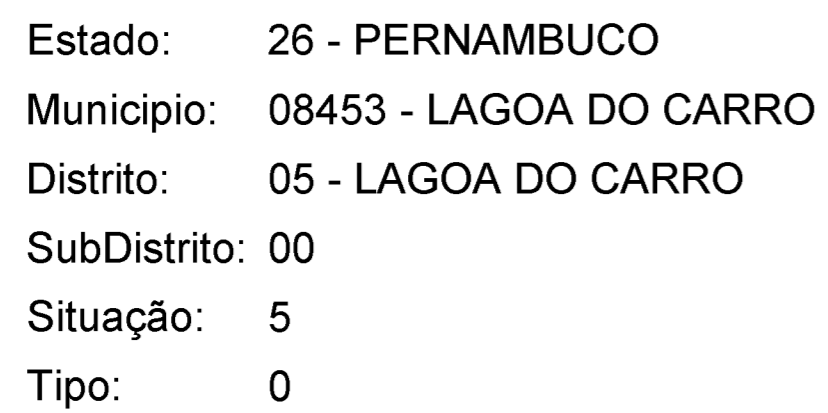 Estado: 26 - PERNAMBUCO
Municipio: 08453 - LAGOA DO CARRO
Distrito: 05 - LAGOA DO CARRO
SubDistrito: 00
Situação: 5
Tipo: 0